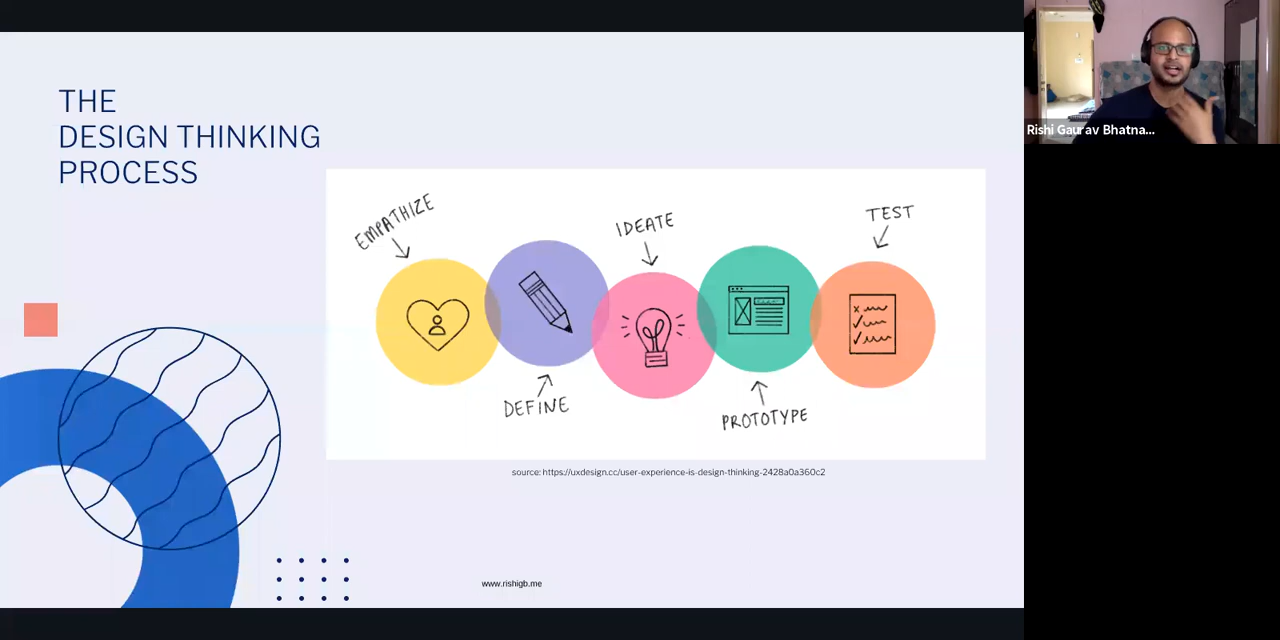 THE
DESIGN THINKING
PROCESS
EMPATHIZE
IDEATE
TEST
DEFINE
PROTOTYPE
source: https://uxdesign.cc/user-experience-is-design-thinking-2428a0a360c2
www.rishigb.me
Rishi Gaurav Bhatna...